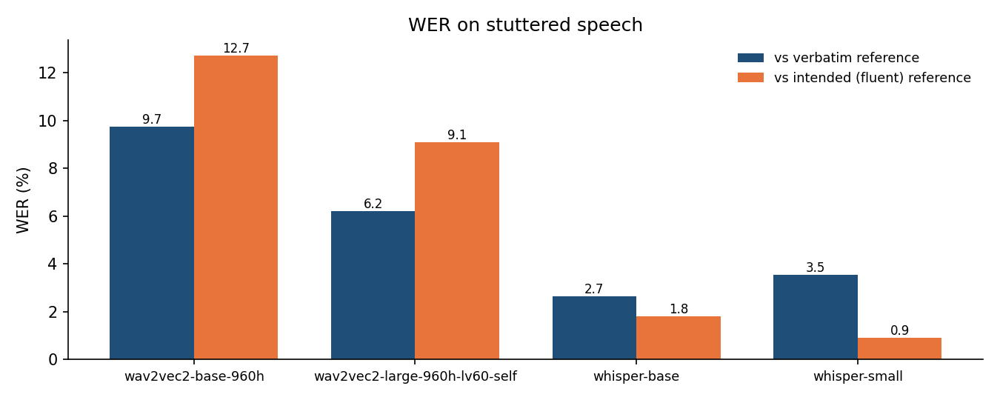 WER on stuttered speech
vs verbatim reference
vs intended (fluent) reference
WER (%)
12
10
8
6
4
2
0
9.7
12.7
6.2
9.1
2.7
1.8
3.5
0.9
wav2vec2-base-960h
wav2vec2-large-960h-lv60-self
whisper-base
whisper-small